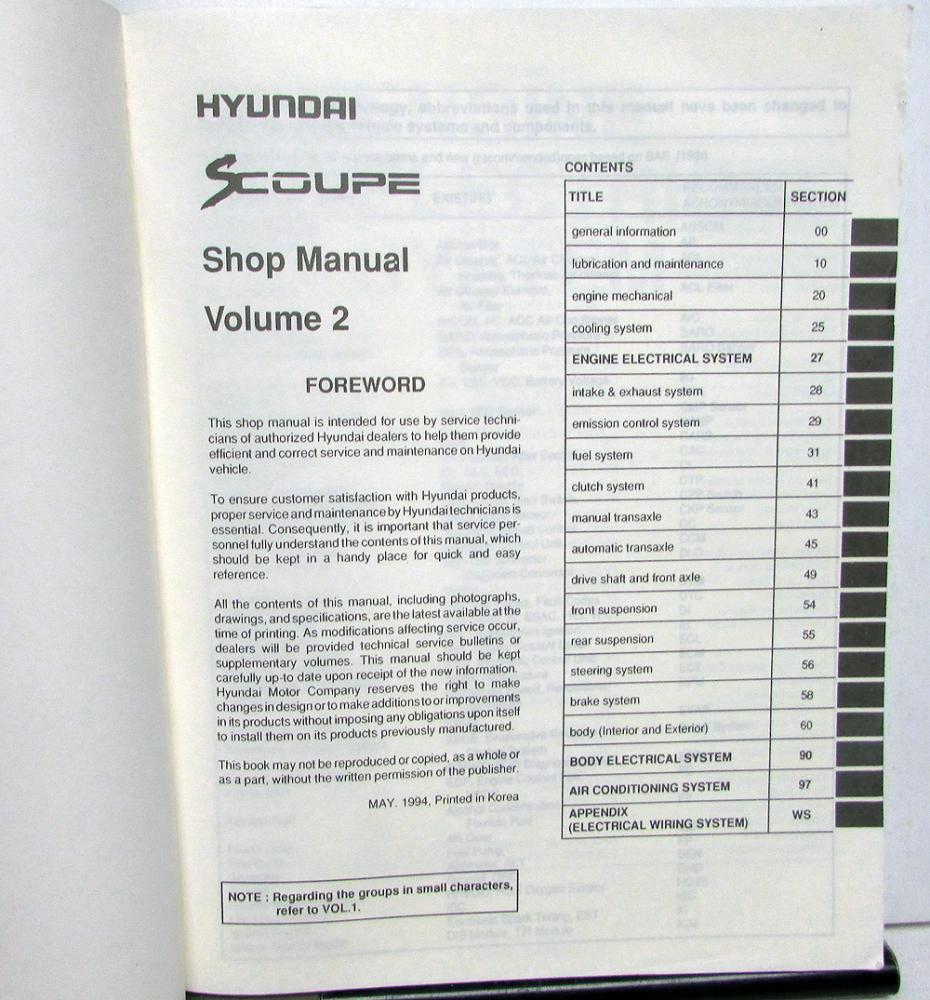 HYUNDAI
SCOUPE
Shop Manual
Volume 2
FOREWORD
This shop manual is intended for use by service techni-
cians of authorized Hyundai dealers to help them provide
efficient and correct service and maintenance on Hyundai
vehicle.
To ensure customer satisfaction with Hyundai products,
proper service and maintenance by Hyundai technicians is
essential. Consequently, it is important that service per-
sonnel fully understand the contents of this manual, which
should be kept in a handy place for quick and easy
reference.
All the contents of this manual, including photographs,
drawings, and specifications, are the latest available at the
time of printing. As modifications affecting service occur,
dealers will be provided technical service bulletins or
supplementary volumes. This manual should be kept
carefully up-to date upon receipt of the new information.
Hyundai Motor Company reserves the right to make
changes in design or to make additions to or improvements
in its products without imposing any obligations upon itself
to install them on its products previously manufactured.
This book may not be reproduced or copied, as a whole or
as a part, without the written permission of the publisher.
MAY. 1994, Printed in Korea
NOTE : Regarding the groups in small characters,
refer to VOL.1.
CONTENTS
TITLE SECTION
general information 00
lubrication and maintenance 10
engine mechanical 20
cooling system 25
ENGINE ELECTRICAL SYSTEM 27
intake & exhaust system 28
emission control system 29
fuel system 31
clutch system 41
manual transaxle 43
automatic transaxle 45
drive shaft and front axle 49
front suspension 54
rear suspension 55
steering system 56
brake system 58
body (Interior and Exterior) 60
BODY ELECTRICAL SYSTEM 90
AIR CONDITIONING SYSTEM 97
APPENDIX
(ELECTRICAL WIRING SYSTEM) WS